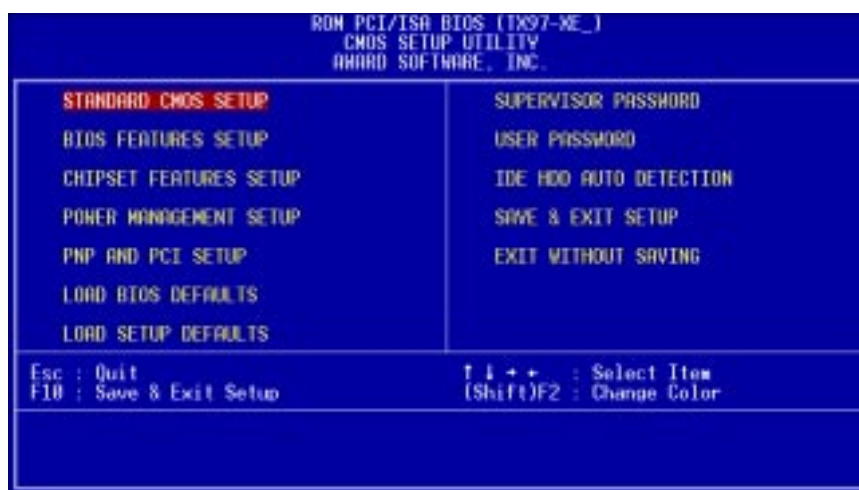 ROM PCI/ISA BIOS (TX97-XE_)
CMOS SETUP UTILITY
AWARD SOFTWARE, INC.
STANDARD CMOS SETUP
BIOS FEATURES SETUP
CHIPSET FEATURES SETUP
POWER MANAGEMENT SETUP
PNP AND PCI SETUP
LOAD BIOS DEFAULTS
LOAD SETUP DEFAULTS
SUPERVISOR PASSWORD
USER PASSWORD
IDE HDD AUTO DETECTION
SAVE & EXIT SETUP
EXIT WITHOUT SAVING
Esc : Quit
F10 : Save & Exit Setup
↑ ↓ → ← : Select Item
(Shift)F2 : Change Color